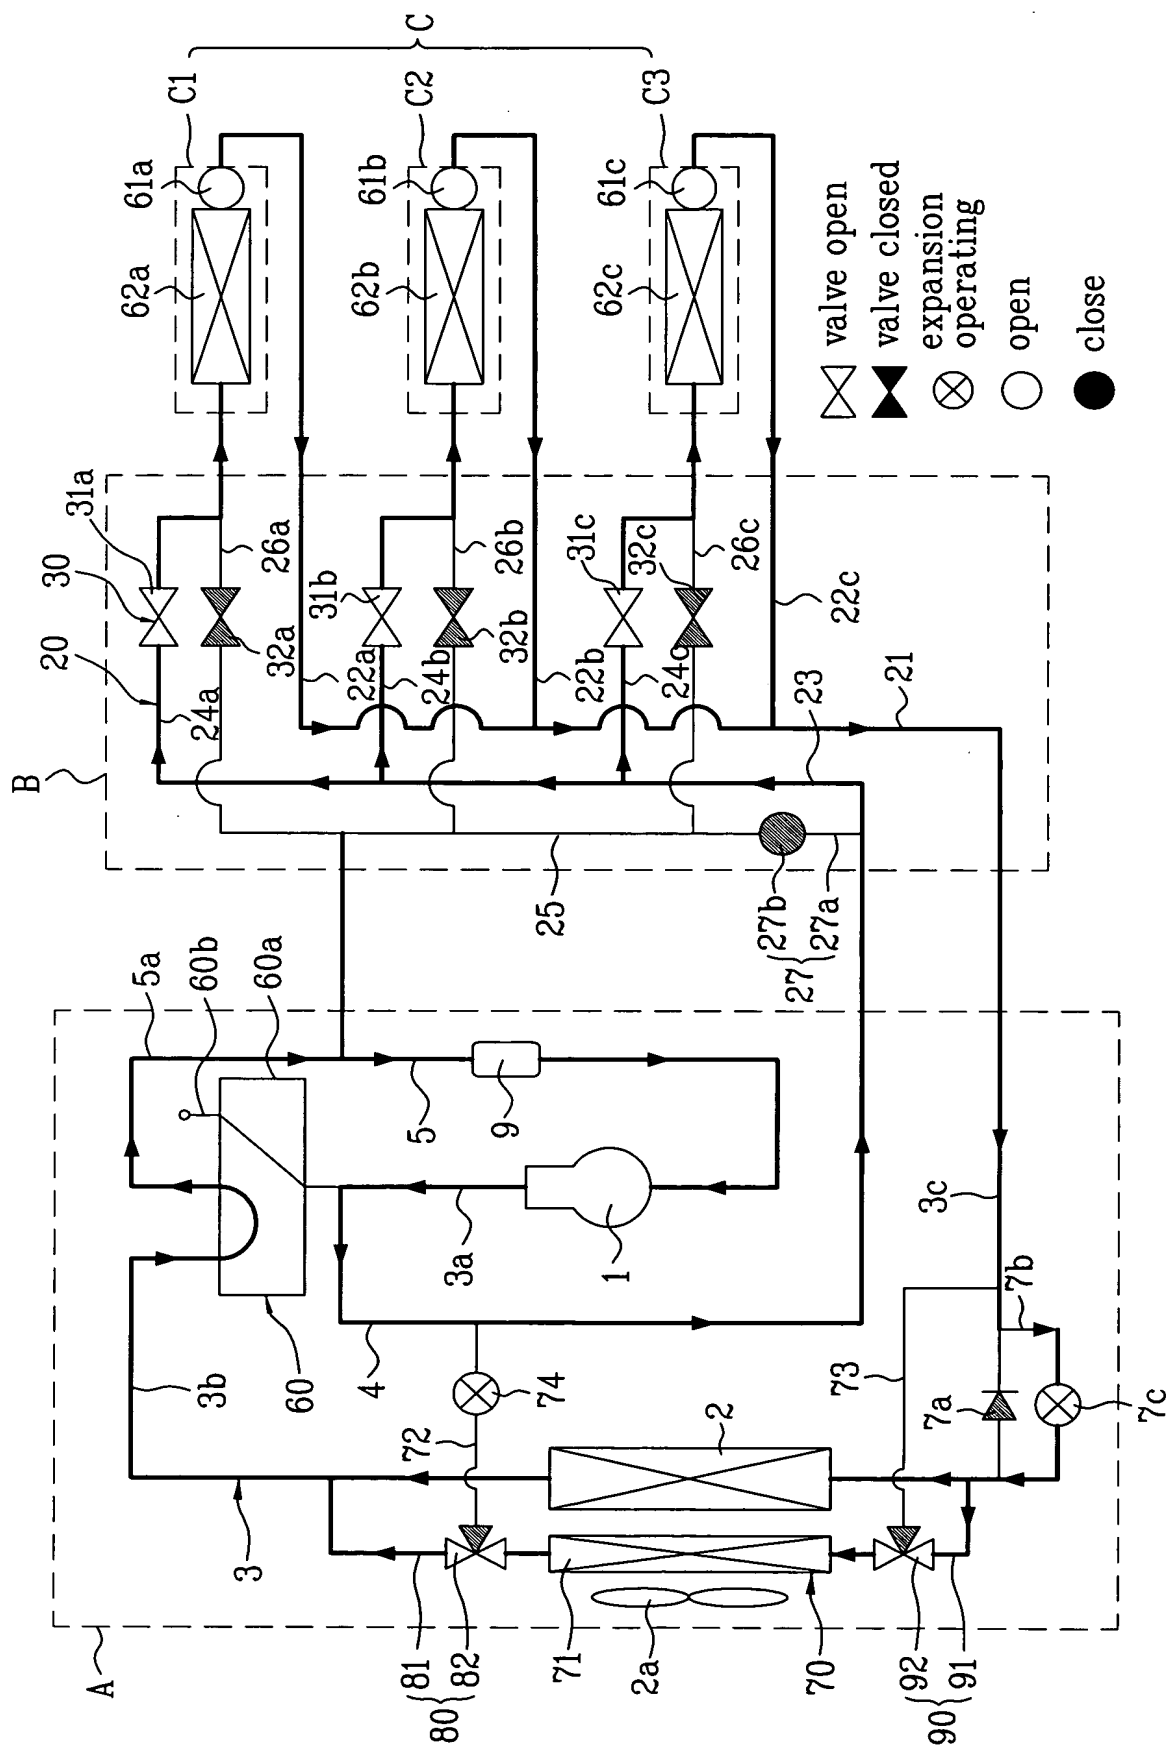 A
B
C
C1
C2
C3
61a
62a
61b
62b
61c
62c
valve open
valve closed
expansion
operating
open
close
20
30
31a
24a
26a
32a
22a
31b
24b
26b
32b
22b
31c
32c
24c
26c
22c
21
23
25
27b
27a
27
5a
60b
60a
60
5
9
1
3a
3b
3c
3
4
74
72
73
7a
7b
7c
2
2a
71
70
81
82
80
92
91
90